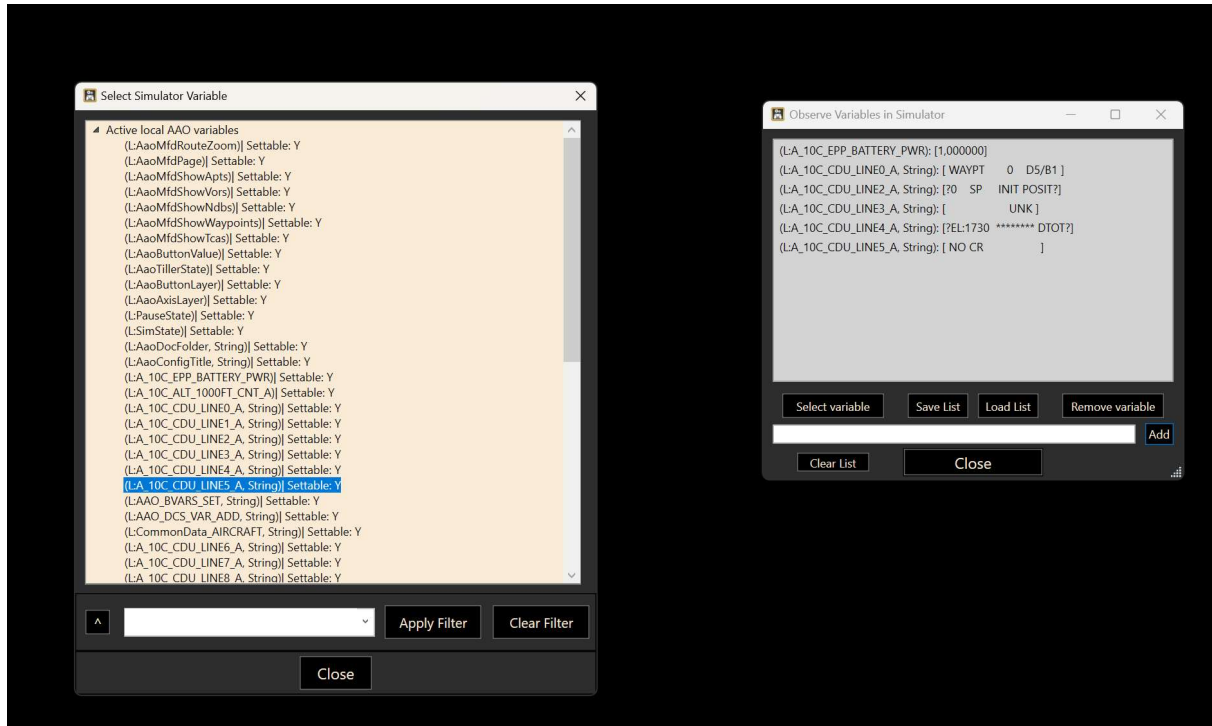 Select Simulator Variable
Active local AAO variables
(L:AaoMfdRouteZoom)| Settable: Y
(L:AaoMfdPage)| Settable: Y
(L:AaoMfdShowApts)| Settable: Y
(L:AaoMfdShowVors)| Settable: Y
(L:AaoMfdShowNdbs)| Settable: Y
(L:AaoMfdShowWaypoints)| Settable: Y
(L:AaoMfdShowTcas)| Settable: Y
(L:AaoButtonValue)| Settable: Y
(L:AaoTillerState)| Settable: Y
(L:AaoButtonLayer)| Settable: Y
(L:AaoAxisLayer)| Settable: Y
(L:PauseState)| Settable: Y
(L:SimState)| Settable: Y
(L:AaoDocFolder, String)| Settable: Y
(L:AaoConfigTitle, String)| Settable: Y
(L:A_10C_EPP_BATTERY_PWR)| Settable: Y
(L:A_10C_ALT_1000FT_CNT_A)| Settable: Y
(L:A_10C_CDU_LINE0_A, String)| Settable: Y
(L:A_10C_CDU_LINE1_A, String)| Settable: Y
(L:A_10C_CDU_LINE2_A, String)| Settable: Y
(L:A_10C_CDU_LINE3_A, String)| Settable: Y
(L:A_10C_CDU_LINE4_A, String)| Settable: Y
(L:A_10C_CDU_LINE5_A, String)| Settable: Y
(L:AAO_BVARS_SET, String)| Settable: Y
(L:AAO_DCS_VAR_ADD, String)| Settable: Y
(L:CommonData_AIRCRAFT, String)| Settable: Y
(L:A_10C_CDU_LINE6_A, String)| Settable: Y
(L:A_10C_CDU_LINE7_A, String)| Settable: Y
(L:A_10C_CDU_LINE8_A, String)| Settable: Y
^
Apply Filter
Clear Filter
Close
Observe Variables in Simulator
(L:A_10C_EPP_BATTERY_PWR): [1,000000]
(L:A_10C_CDU_LINE0_A, String): [ WAYPT 0 D5/B1 ]
(L:A_10C_CDU_LINE2_A, String): [?0 SP INIT POSIT?]
(L:A_10C_CDU_LINE3_A, String): [ UNK ]
(L:A_10C_CDU_LINE4_A, String): [?EL:1730 ******** DTOT?]
(L:A_10C_CDU_LINE5_A, String): [ NO CR ]
Select variable
Save List
Load List
Remove variable
Add
Clear List
Close